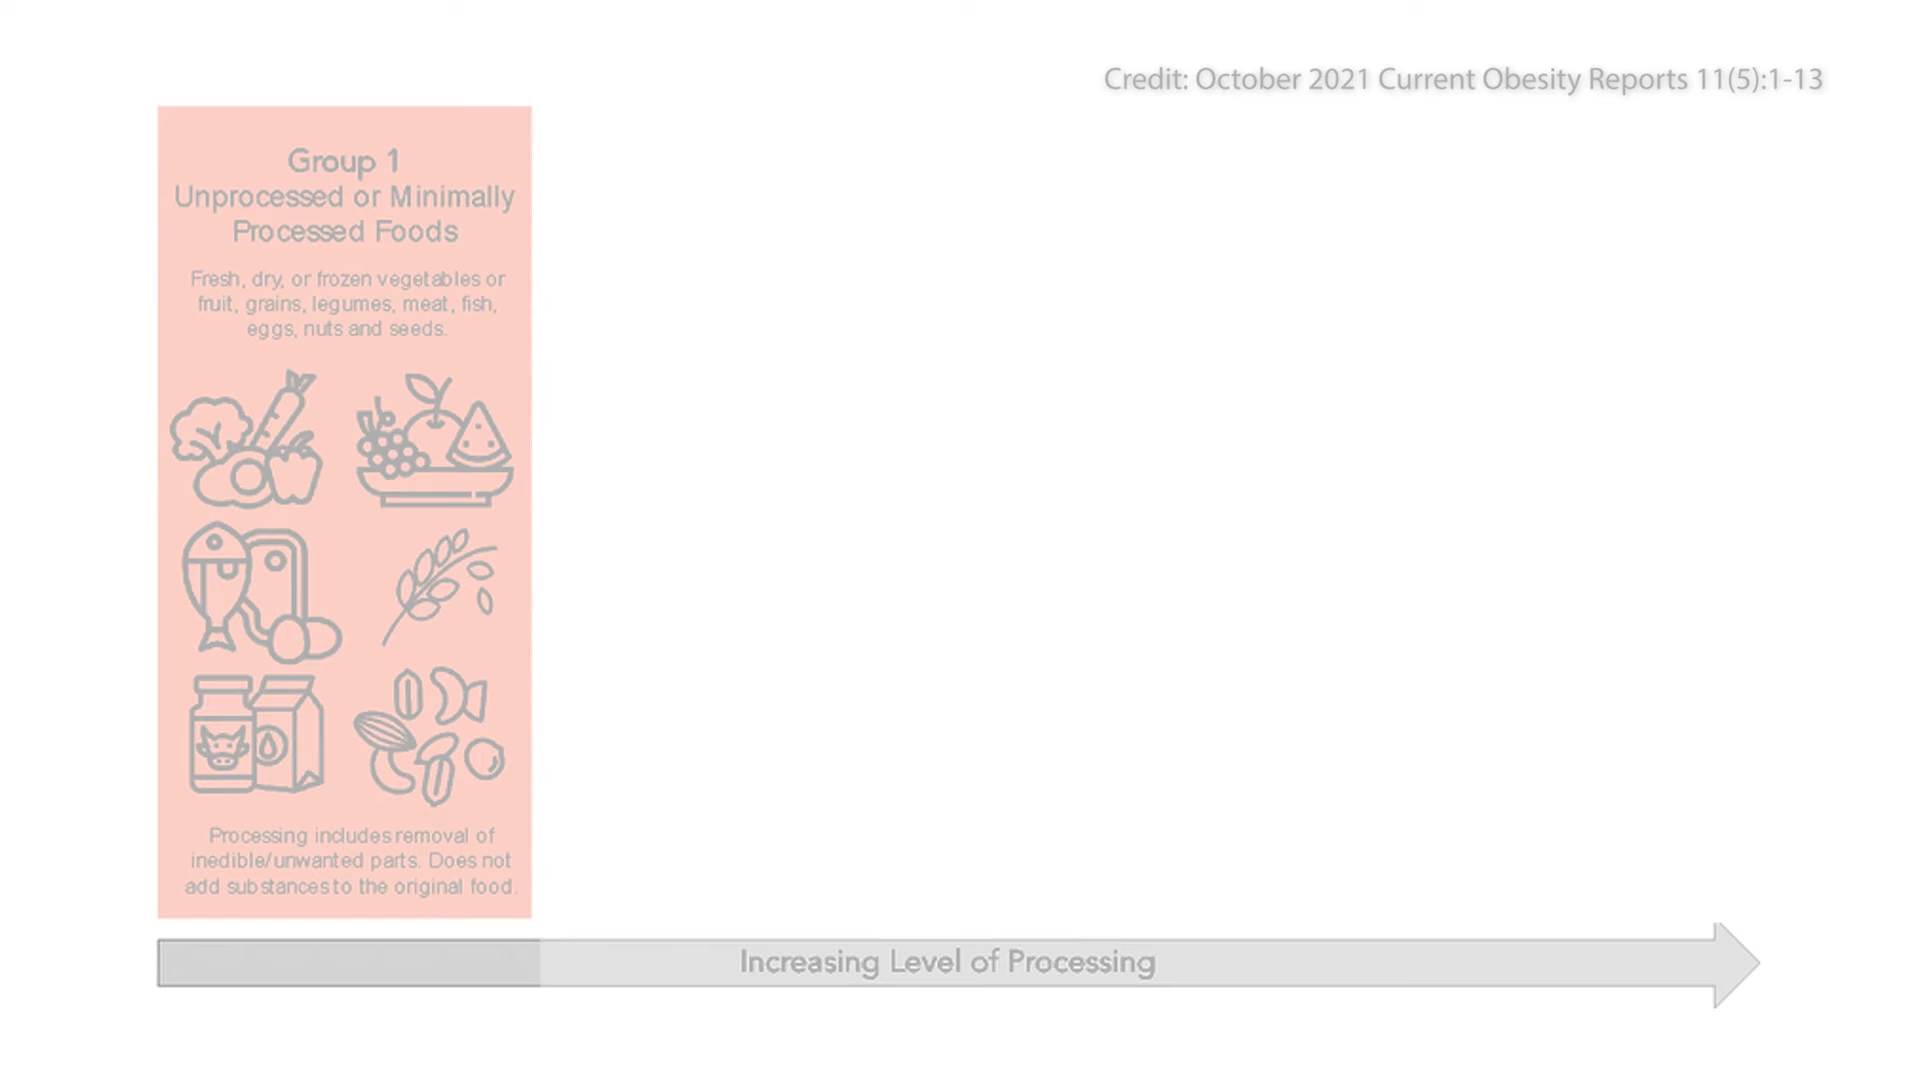 Credit: October 2021 Current Obesity Reports 11(5):1-13
Group 1
Unprocessed or Minimally
Processed Foods
Fresh, dry, or frozen vegetables or
fruit, grains, legumes, meat, fish,
eggs, nuts and seeds.
Processing includes removal of
inedible/unwanted parts. Does not
add substances to the original food.
Increasing Level of Processing